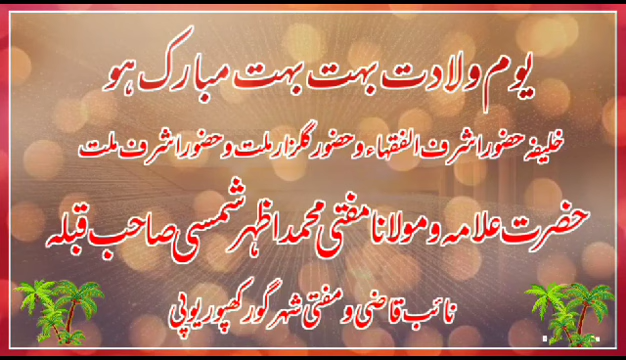 یوم ولادت بہت بہت مبارک ہو
خلیفہ حضور اشرف الفقہاء و حضور گلزار ملت و حضور اشرف ملت
حضرت علامہ و مولانا مفتی محمد اظہر شمسی صاحب قبلہ
نائب قاضی و مفتی شہر گورکھپور یوپی